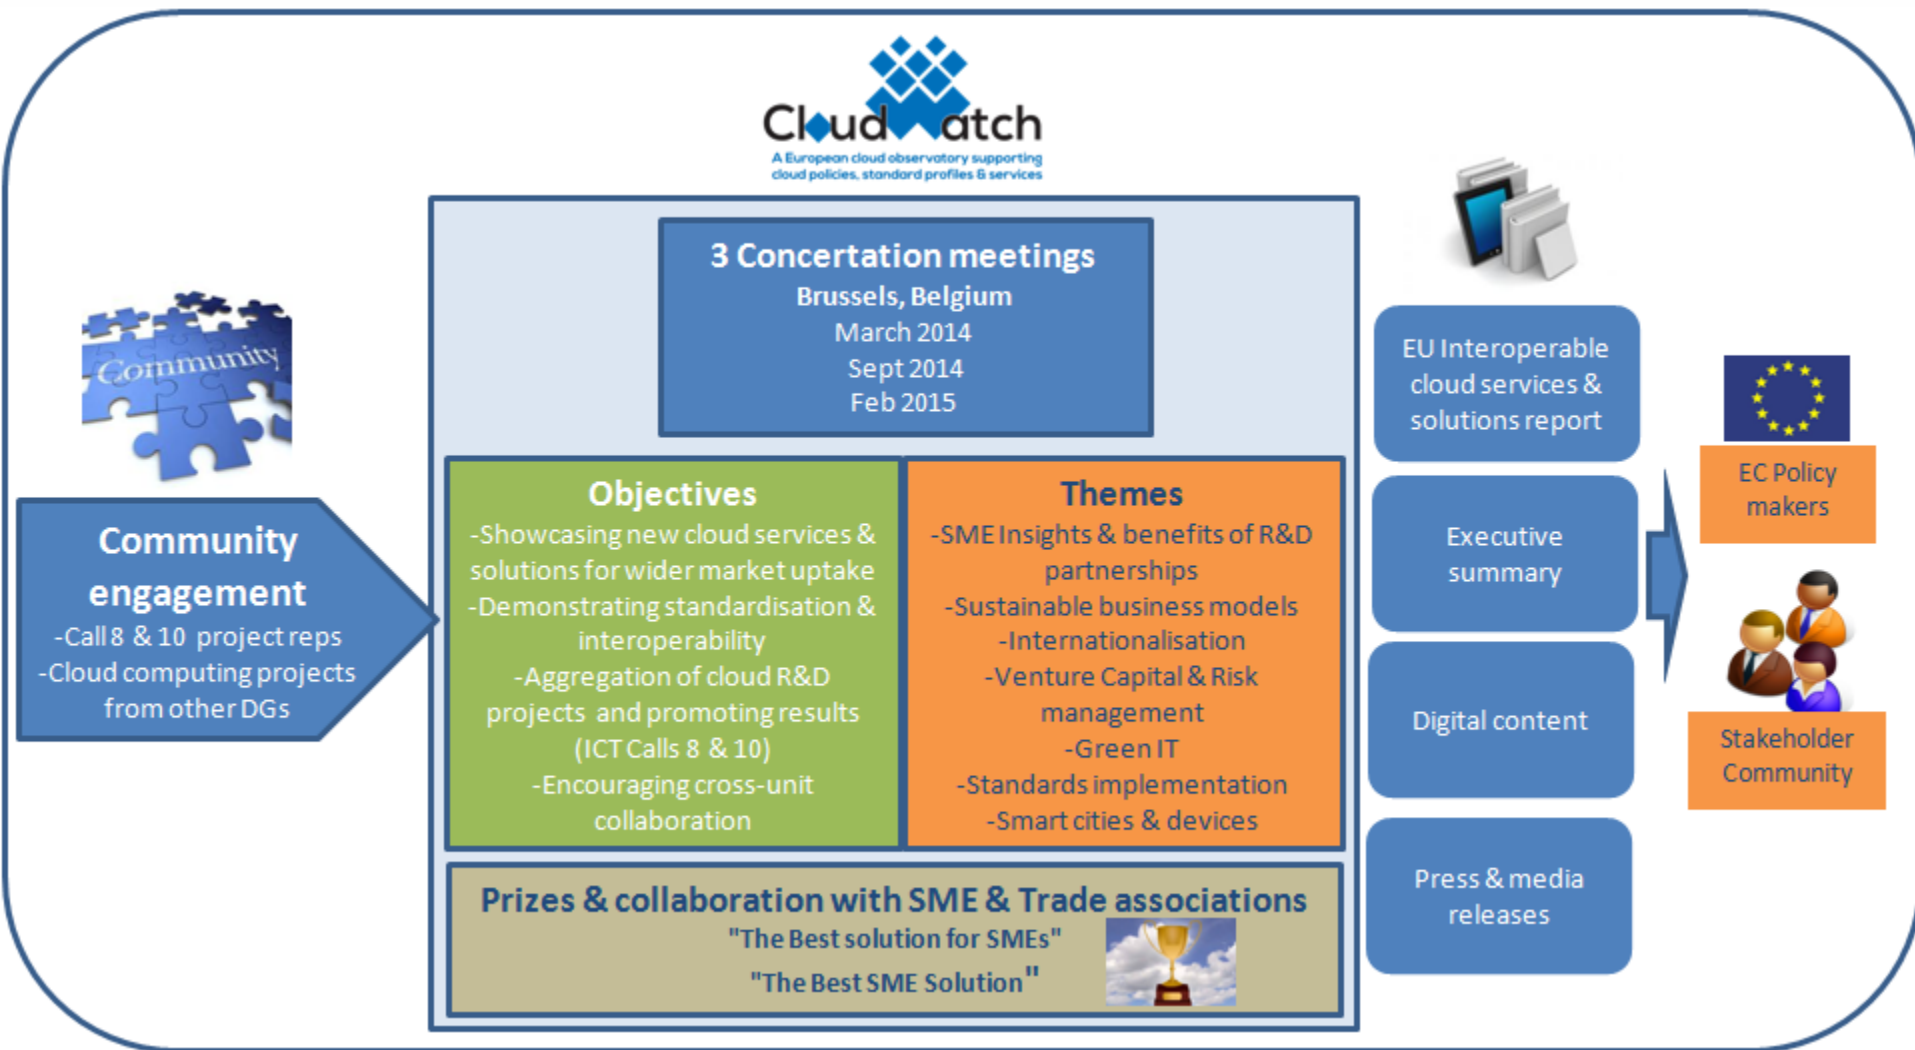 CloudWatch
A European cloud observatory supporting
cloud policies, standard profiles & services
Community
Community
engagement
-Call 8 & 10 project reps
-Cloud computing projects
from other DGs
3 Concertation meetings
Brussels, Belgium
March 2014
Sept 2014
Feb 2015
Objectives
-Showcasing new cloud services &
solutions for wider market uptake
-Demonstrating standardisation &
interoperability
-Aggregation of cloud R&D
projects and promoting results
(ICT Calls 8 & 10)
-Encouraging cross-unit
collaboration
Themes
-SME Insights & benefits of R&D
partnerships
-Sustainable business models
-Internationalisation
-Venture Capital & Risk
management
-Green IT
-Standards implementation
-Smart cities & devices
Prizes & collaboration with SME & Trade associations
"The Best solution for SMEs"
"The Best SME Solution"
EU Interoperable
cloud services &
solutions report
Executive
summary
Digital content
Press & media
releases
EC Policy
makers
Stakeholder
Community